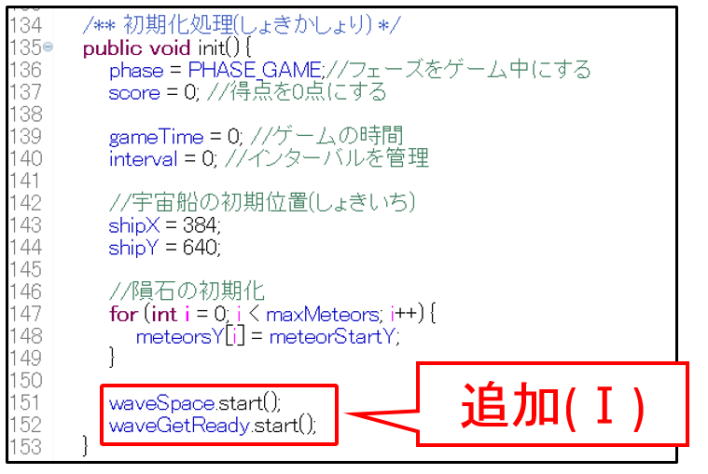 134 /** 初期化処理(しょきかしょり) */
135 public void init(){
136 phase = PHASE_GAME;//フェーズをゲーム中にする
137 score = 0; //得点を0点にする
138
139 gameTime = 0; //ゲームの時間
140 interval = 0; //インターバルを管理
141
142 //宇宙船の初期位置(しょきいち)
143 shipX = 384;
144 shipY = 640;
145
146 //隕石の初期化
147 for (int i = 0; i < maxMeteors; i++){
148 meteorsY[i] = meteorStartY;
149 }
150
151 waveSpace.start();
152 waveGetReady.start();
153 }
追加(Ⅰ)